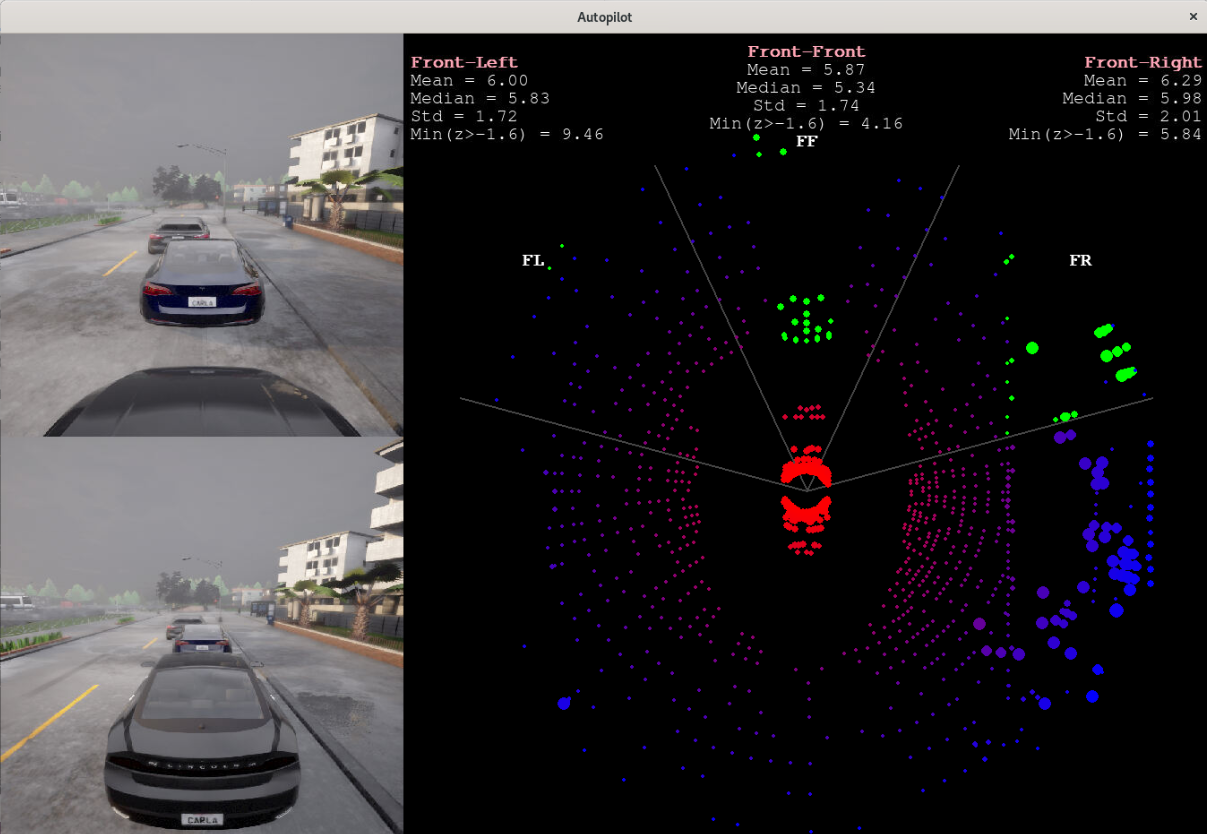 Autopilot
×
Front-Left
Mean = 6.00
Median = 5.83
Std = 1.72
Min(z>-1.6) = 9.46
Front-Front
Mean = 5.87
Median = 5.34
Std = 1.74
Min(z>-1.6) = 4.16
Front-Right
Mean = 6.29
Median = 5.98
Std = 2.01
Min(z>-1.6) = 5.84
FF
FL
FR
CARLA
LINCOLN
CARLA